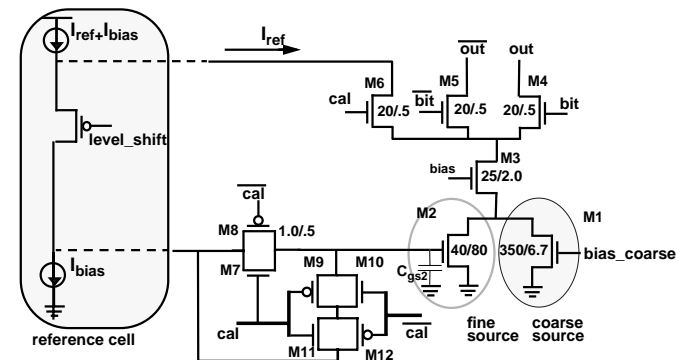 Iref+Ibias
Iref
out
out
M6
M5
M4
cal
20/.5
bit
20/.5
20/.5
bit
level_shift
M3
bias
25/2.0
cal
M8
1.0/.5
M2
M1
40/80
350/6.7
bias_coarse
Ibias
M7
M9
M10
Cgs2
fine
source
coarse
source
cal
cal
reference cell
M11
M12